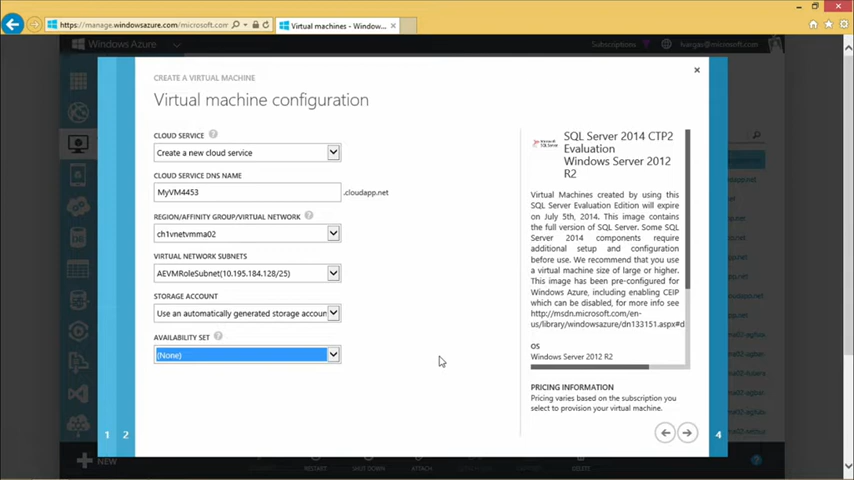 https://manage.windowsazure.com/microsoft.com
Virtual machines - Window...
Windows Azure
Subscriptions
CREATE A VIRTUAL MACHINE
Virtual machine configuration
CLOUD SERVICE ?
Create a new cloud service
CLOUD SERVICE DNS NAME
MyVM4453 .cloudapp.net
REGION/AFFINITY GROUP/VIRTUAL NETWORK ?
ch1vnetvmma02
VIRTUAL NETWORK SUBNETS
AEVMRoleSubnet(10.195.184.128/25)
STORAGE ACCOUNT
Use an automatically generated storage accoun
AVAILABILITY SET ?
(None)
SQL Server 2014 CTP2
Evaluation
Windows Server 2012
R2
Virtual Machines created by using this
SQL Server Evaluation Edition will expire
on July 5th, 2014. This image contains
the full version of SQL Server. Some SQL
Server 2014 components require
additional setup and configuration
before use. We recommend that you use
a virtual machine size of large or higher.
This image has been pre-configured for
Windows Azure, including enabling CEIP
which can be disabled, for more info see
http://msdn.microsoft.com/en-
us/library/windowsazure/dn133151.aspx#d
OS
Windows Server 2012 R2
PRICING INFORMATION
Pricing varies based on the subscription you
select to provision your virtual machine.
1 2
4
NEW
RESTART
SHUT DOWN
ATTACH
DELETE
?